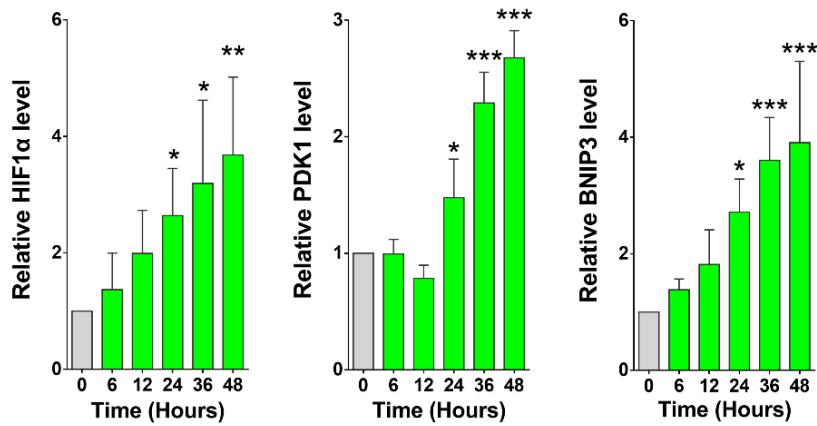 Relative HIF1α level
6
4
2
0
* * **
0 6 12 24 36 48
Time (Hours)
Relative PDK1 level
3
2
1
0
* *** ***
0 6 12 24 36 48
Time (Hours)
Relative BNIP3 level
6
4
2
0
* *** ***
0 6 12 24 36 48
Time (Hours)